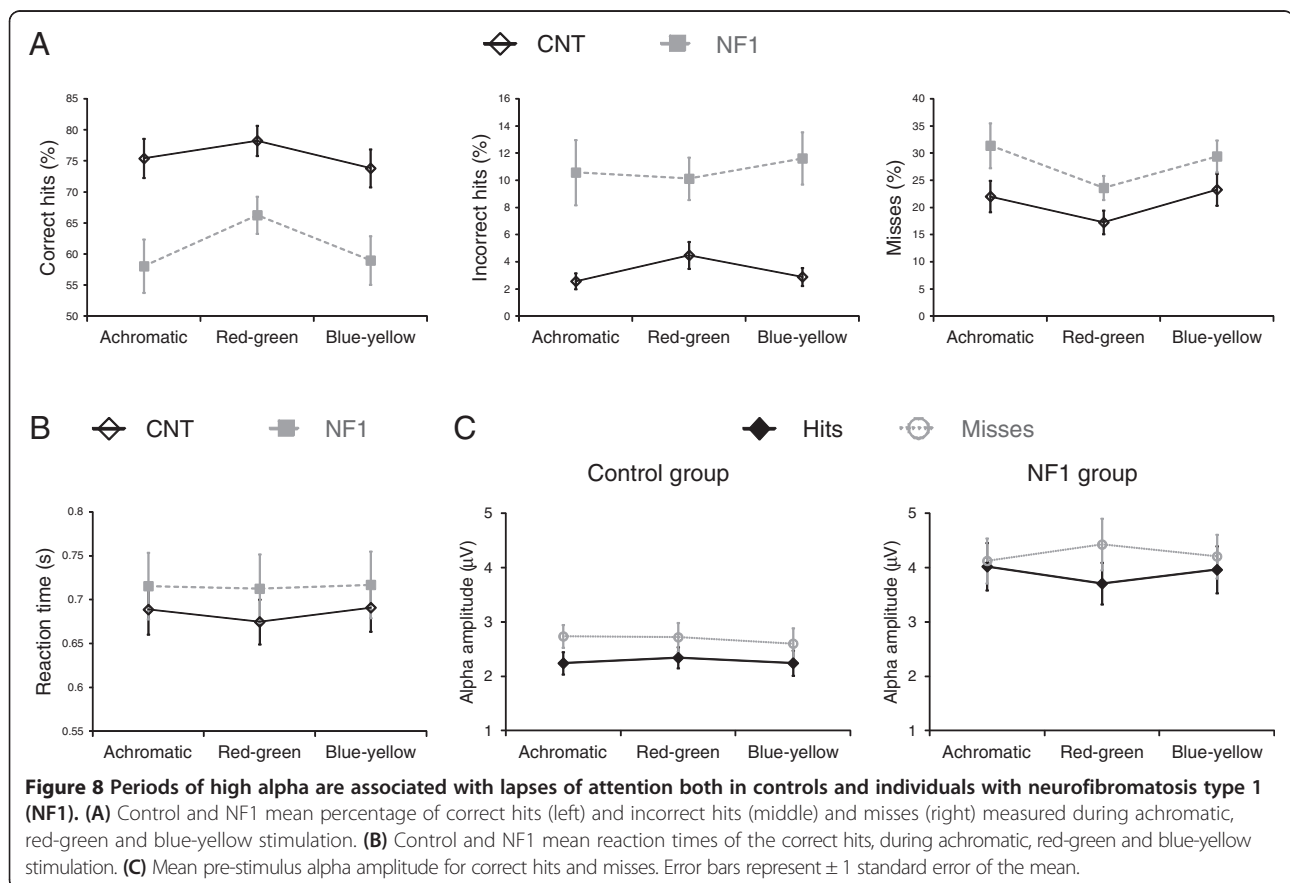 A
CNT NF1
Correct hits (%)
85
80
75
70
65
60
55
50
Achromatic Red-green Blue-yellow
Incorrect hits (%)
16
14
12
10
8
6
4
2
0
Achromatic Red-green Blue-yellow
Misses (%)
40
35
30
25
20
15
10
5
0
Achromatic Red-green Blue-yellow
B
CNT NF1
Reaction time (s)
0.8
0.75
0.7
0.65
0.6
0.55
Achromatic Red-green Blue-yellow
C
Hits Misses
Control group
Alpha amplitude (µV)
5
4
3
2
1
Achromatic Red-green Blue-yellow
NF1 group
Alpha amplitude (µV)
5
4
3
2
1
Achromatic Red-green Blue-yellow
Figure 8 Periods of high alpha are associated with lapses of attention both in controls and individuals with neurofibromatosis type 1
(NF1). (A) Control and NF1 mean percentage of correct hits (left) and incorrect hits (middle) and misses (right) measured during achromatic,
red-green and blue-yellow stimulation. (B) Control and NF1 mean reaction times of the correct hits, during achromatic, red-green and blue-yellow
stimulation. (C) Mean pre-stimulus alpha amplitude for correct hits and misses. Error bars represent ± 1 standard error of the mean.